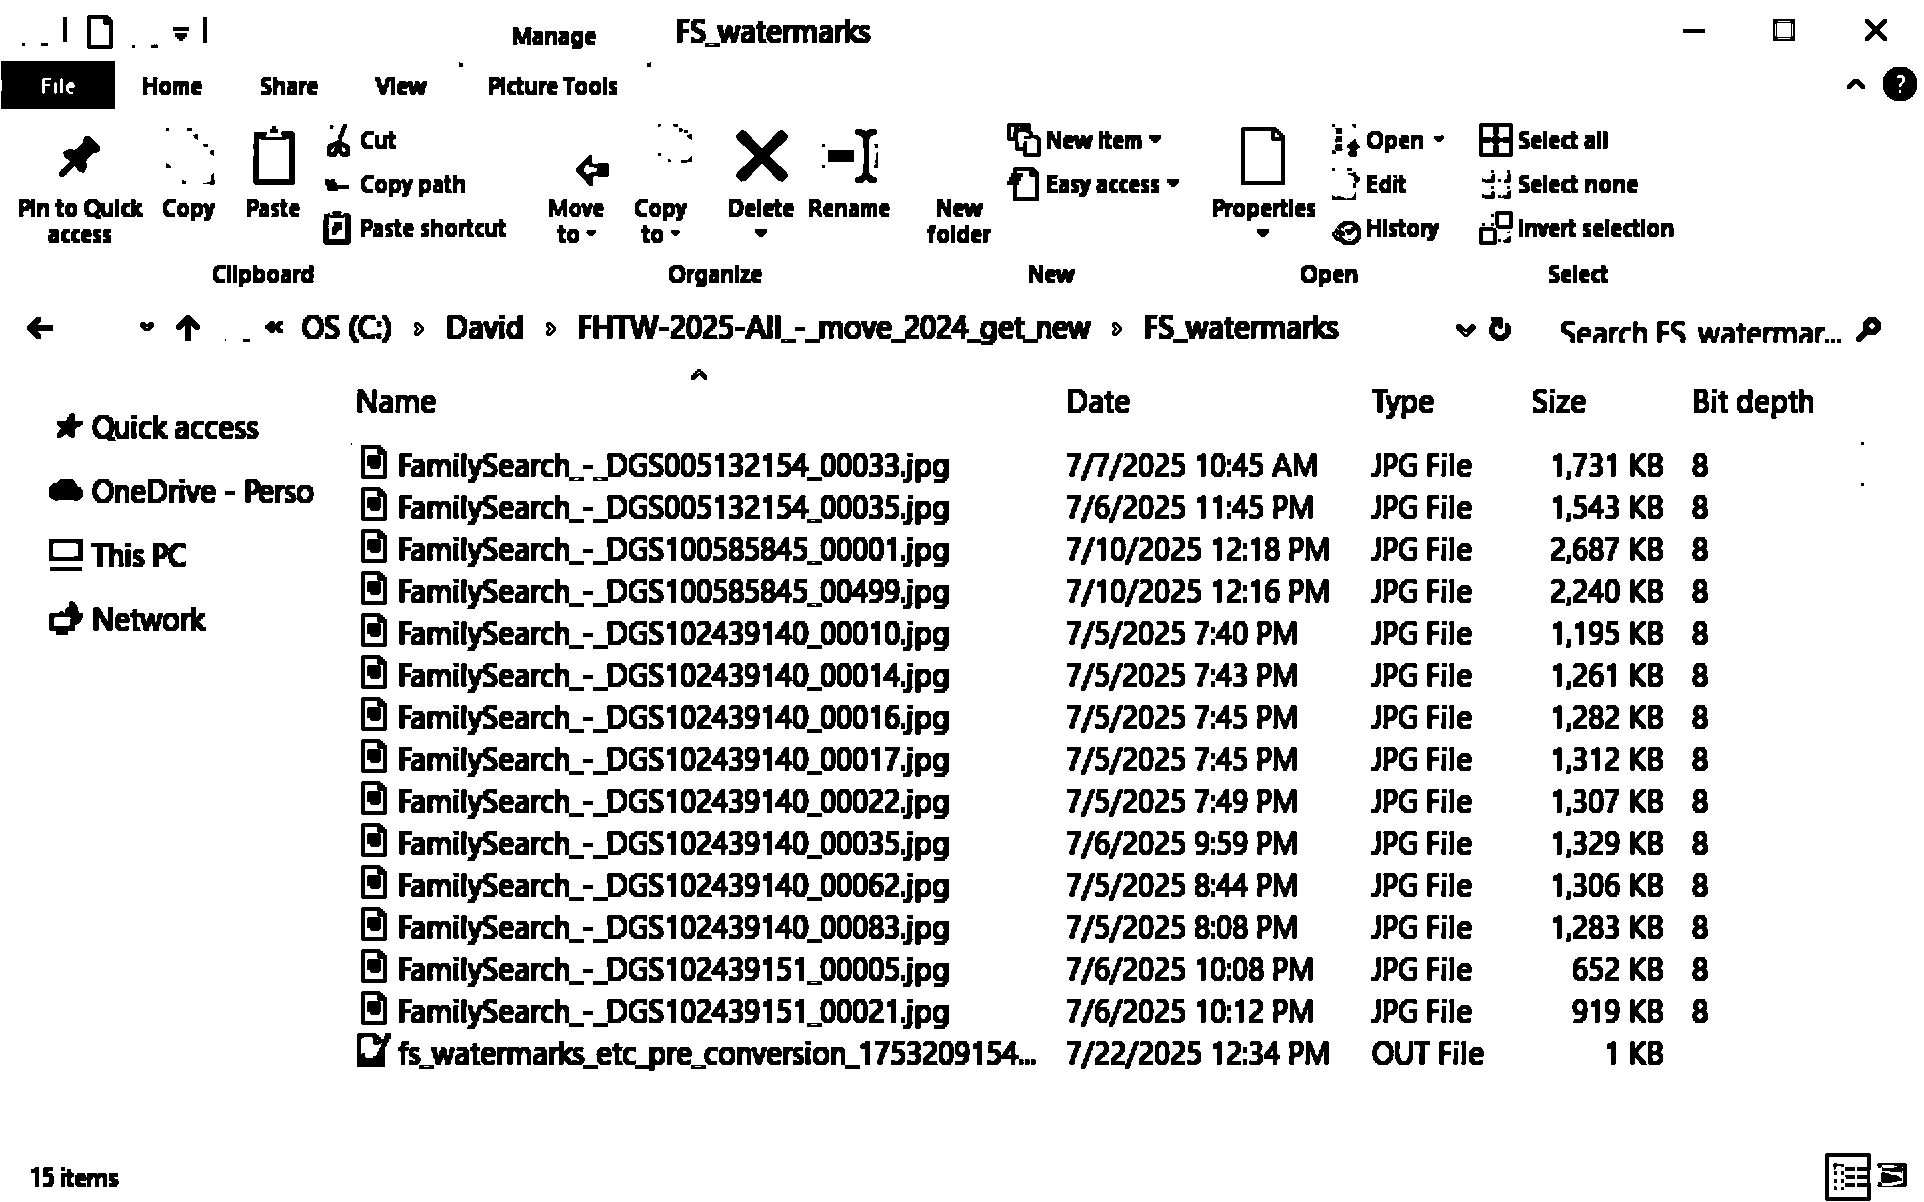 Manage FS_watermarks
File Home Share View Picture Tools
Pin to Quick access
Copy
Paste
Cut
Copy path
Paste shortcut
Clipboard
Move to
Copy to
Delete
Rename
Organize
New folder
New item
Easy access
New
Properties
Open
Edit
History
Open
Select all
Select none
Invert selection
Select
« OS (C:) › David › FHTW-2025-All_-_move_2024_get_new › FS_watermarks
Search FS_watermar...
Quick access
OneDrive - Perso
This PC
Network
Name Date Type Size Bit depth
FamilySearch_-_DGS005132154_00033.jpg 7/7/2025 10:45 AM JPG File 1,731 KB 8
FamilySearch_-_DGS005132154_00035.jpg 7/6/2025 11:45 PM JPG File 1,543 KB 8
FamilySearch_-_DGS100585845_00001.jpg 7/10/2025 12:18 PM JPG File 2,687 KB 8
FamilySearch_-_DGS100585845_00499.jpg 7/10/2025 12:16 PM JPG File 2,240 KB 8
FamilySearch_-_DGS102439140_00010.jpg 7/5/2025 7:40 PM JPG File 1,195 KB 8
FamilySearch_-_DGS102439140_00014.jpg 7/5/2025 7:43 PM JPG File 1,261 KB 8
FamilySearch_-_DGS102439140_00016.jpg 7/5/2025 7:45 PM JPG File 1,282 KB 8
FamilySearch_-_DGS102439140_00017.jpg 7/5/2025 7:45 PM JPG File 1,312 KB 8
FamilySearch_-_DGS102439140_00022.jpg 7/5/2025 7:49 PM JPG File 1,307 KB 8
FamilySearch_-_DGS102439140_00035.jpg 7/6/2025 9:59 PM JPG File 1,329 KB 8
FamilySearch_-_DGS102439140_00062.jpg 7/5/2025 8:44 PM JPG File 1,306 KB 8
FamilySearch_-_DGS102439140_00083.jpg 7/5/2025 8:08 PM JPG File 1,283 KB 8
FamilySearch_-_DGS102439151_00005.jpg 7/6/2025 10:08 PM JPG File 652 KB 8
FamilySearch_-_DGS102439151_00021.jpg 7/6/2025 10:12 PM JPG File 919 KB 8
fs_watermarks_etc_pre_conversion_1753209154... 7/22/2025 12:34 PM OUT File 1 KB
15 items